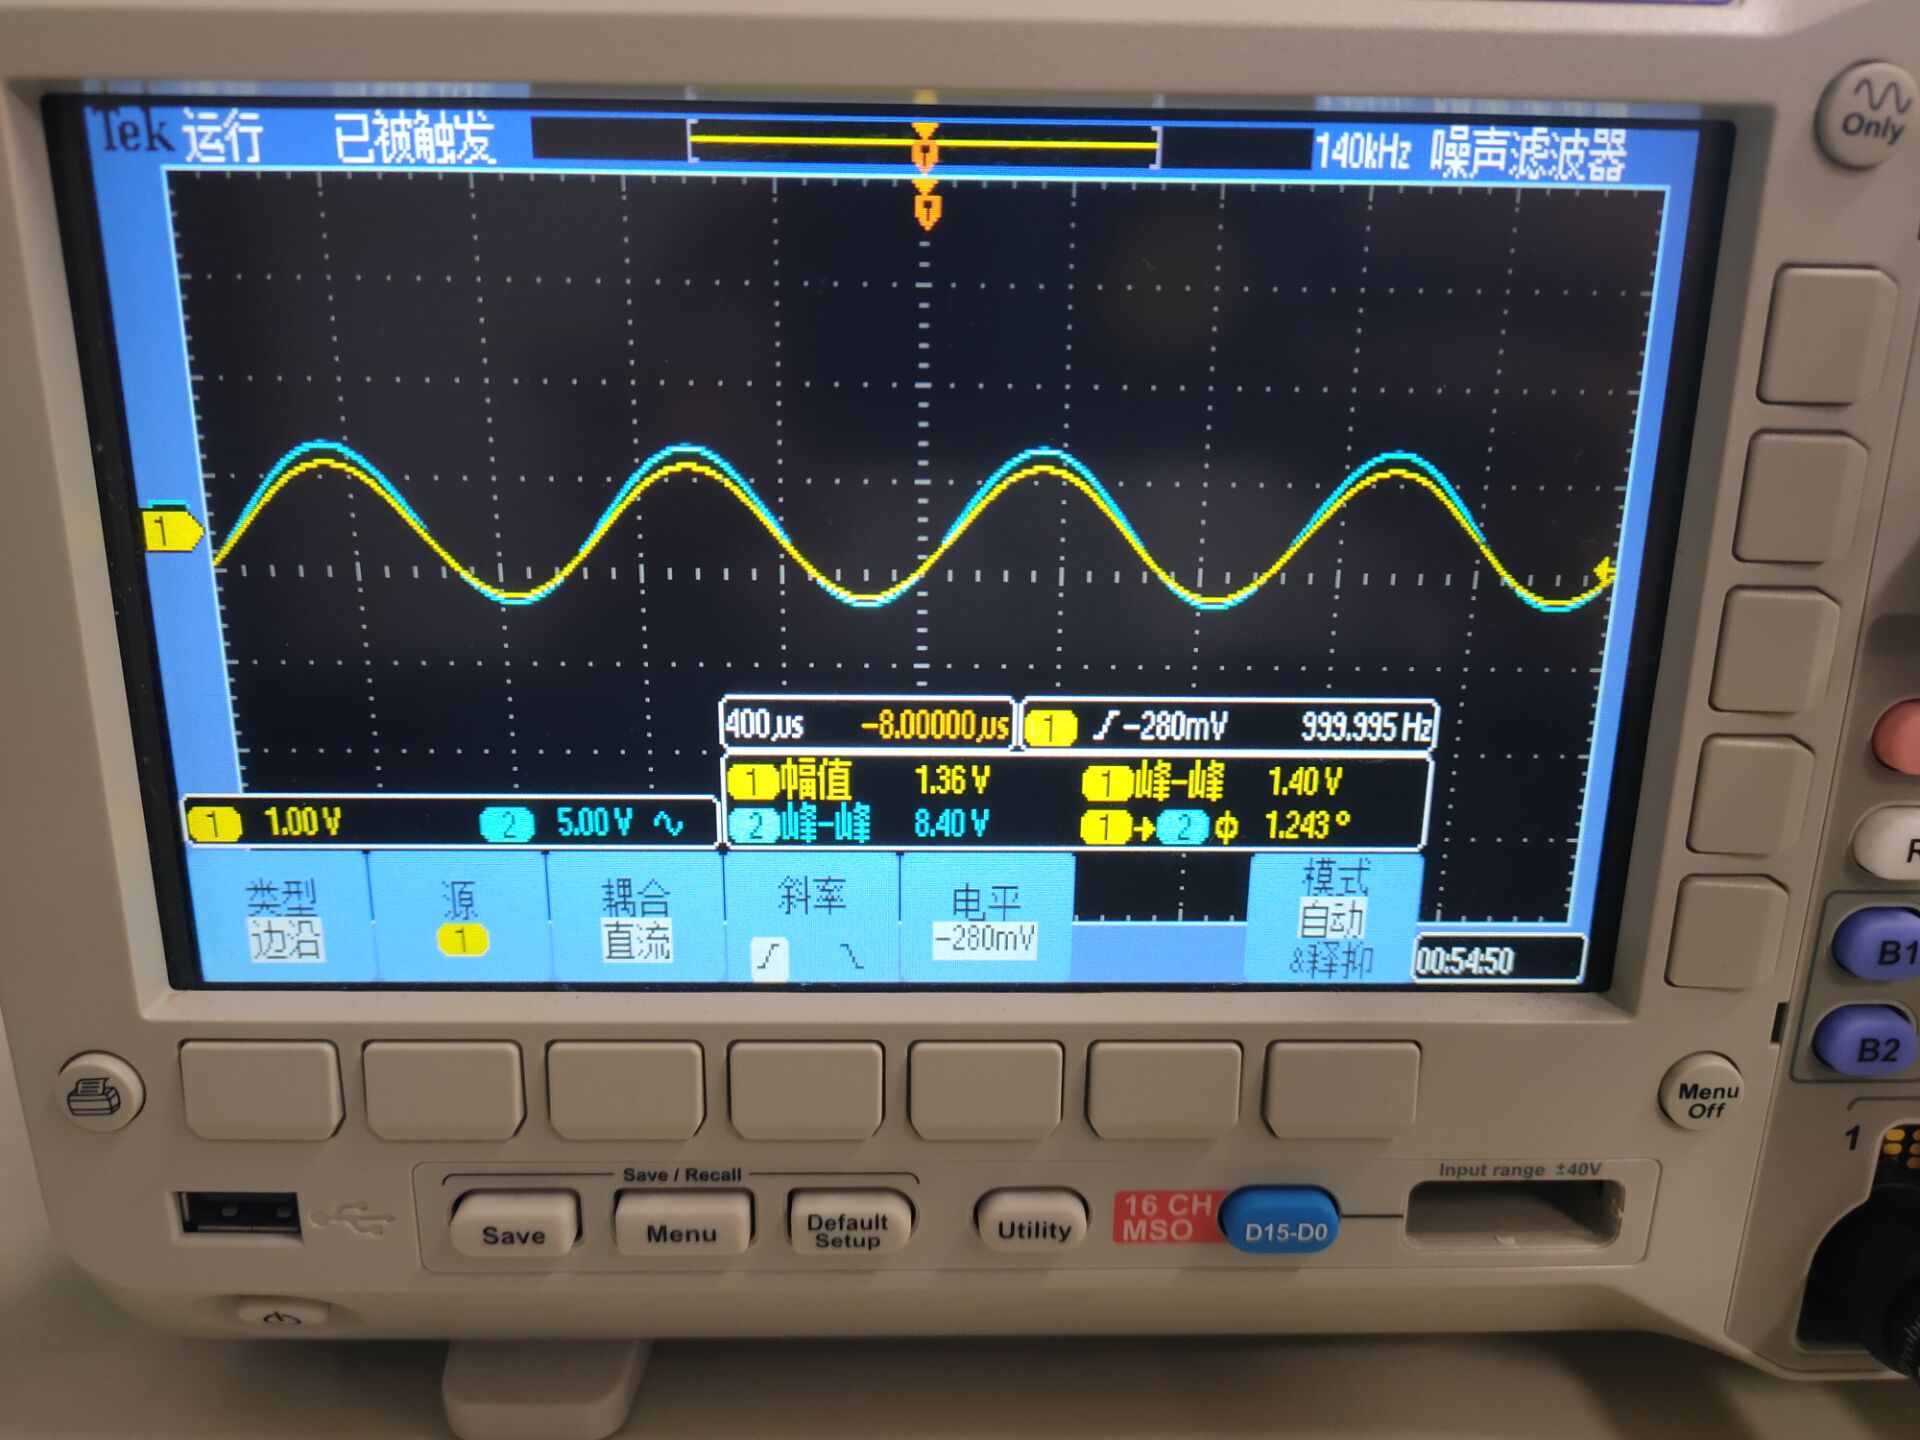 Tek 运行 已被触发 140kHz 噪声滤波器
Only
1
400µs -8.00000µs 1 -280mV 999.995 Hz
1 幅值 1.36 V 1 峰-峰 1.40 V
1 1.00 V 2 5.00 V 2 峰-峰 8.40 V 1 → 2 φ 1.243°
类型 源 耦合 斜率 电平 模式
边沿 1 直流 -280mV 自动
&释抑 00:54:50
B1
B2
Menu
Off
1
Save / Recall
Input range ±40V
Save
Menu
Default
Setup
Utility
16 CH
MSO
D15-D0